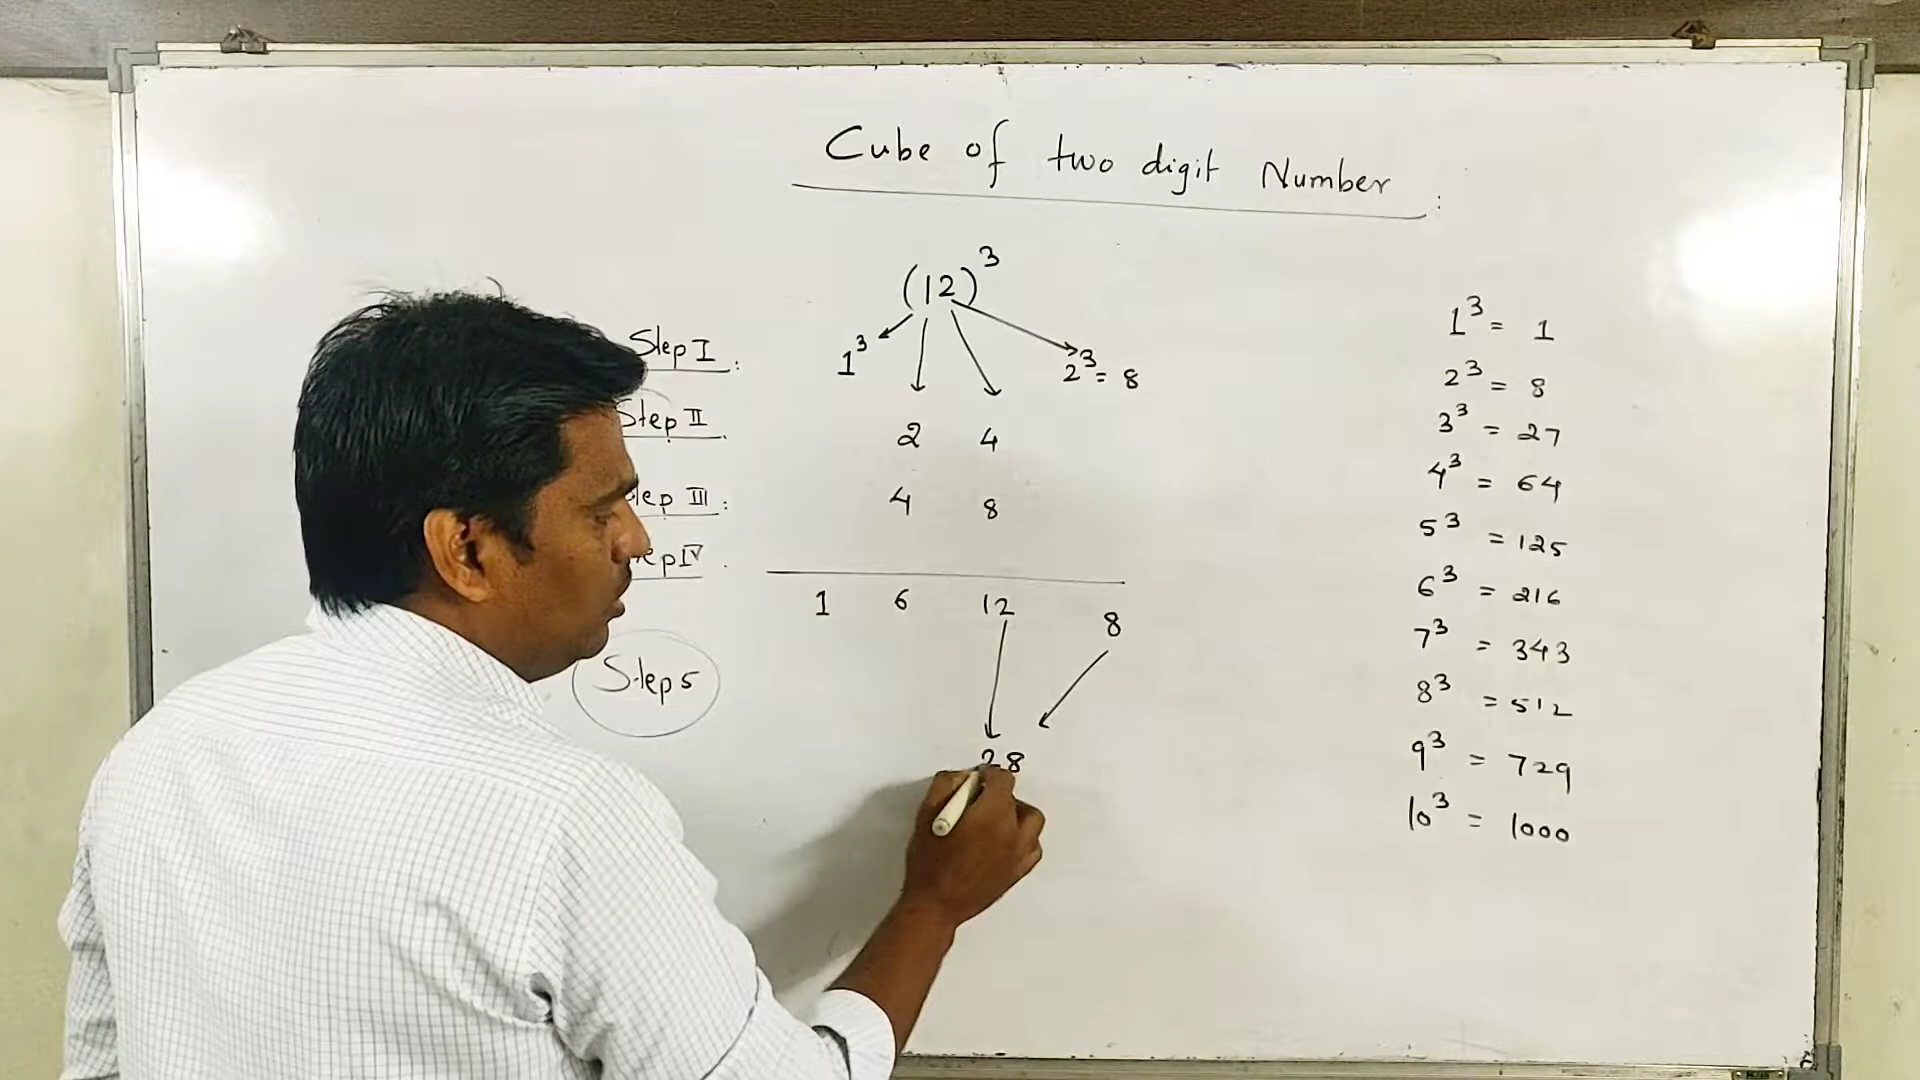 Cube of two digit Number :
(12)³
Step I : 1³ 2³ = 8
Step II 2 4
Step III : 4 8
Step IV .
1 6 12 8
Step 5
28
1³ = 1
2³ = 8
3³ = 27
4³ = 64
5³ = 125
6³ = 216
7³ = 343
8³ = 512
9³ = 729
10³ = 1000